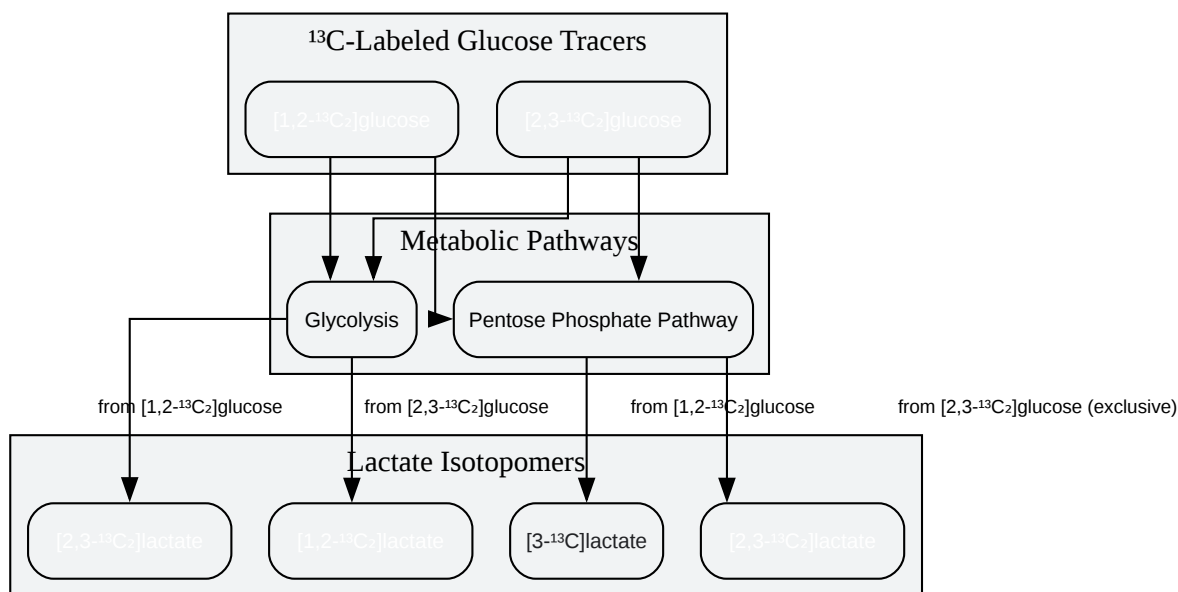 ¹³C-Labeled Glucose Tracers
[1,2-¹³C₂]glucose
[2,3-¹³C₂]glucose
Metabolic Pathways
Glycolysis
Pentose Phosphate Pathway
from [1,2-¹³C₂]glucose
from [2,3-¹³C₂]glucose
from [1,2-¹³C₂]glucose
from [2,3-¹³C₂]glucose (exclusive)
Lactate Isotopomers
[2,3-¹³C₂]lactate
[1,2-¹³C₂]lactate
[3-¹³C]lactate
[2,3-¹³C₂]lactate